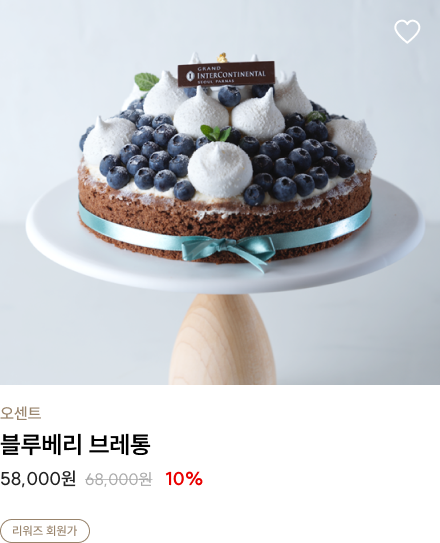 GRAND
INTERCONTINENTAL
SEOUL PARNAS
오센트
블루베리 브레통
58,000원 68,000원 10%
리워즈 회원가